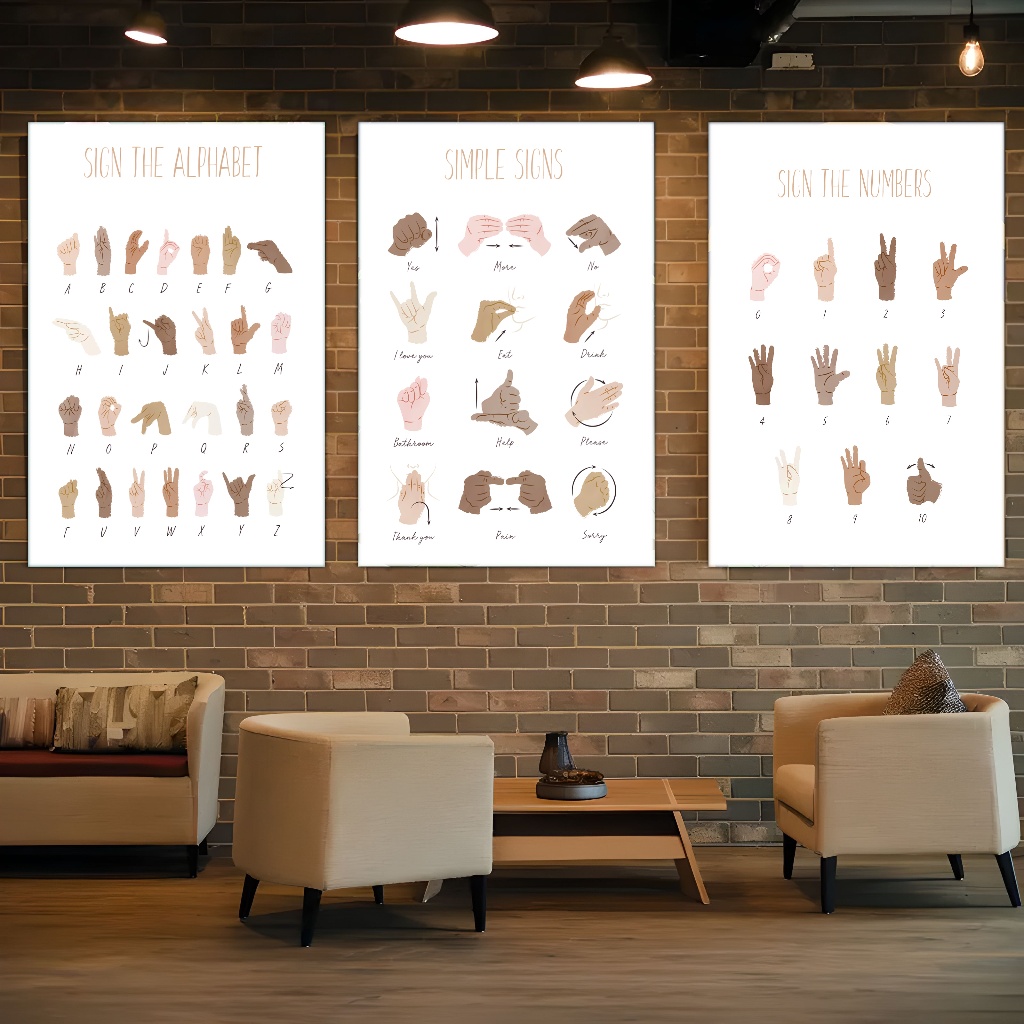 SIGN THE ALPHABET
A B C D E F G
H I J K L M
N O P Q R S
T U V W X Y Z
SIMPLE SIGNS
Yes More No
I love you Eat Drink
Bathroom Help Please
Thank you Pain Sorry
SIGN THE NUMBERS
0 1 2 3
4 5 6 7
8 9 10